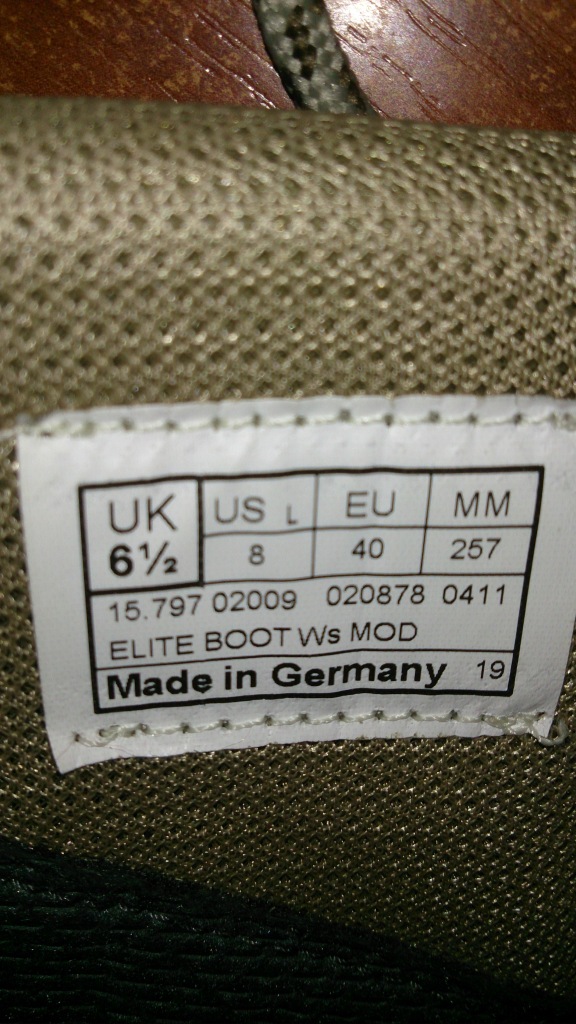 UK US L EU MM
6½ 8 40 257
15.797 02009 020878 0411
ELITE BOOT Ws MOD
Made in Germany 19